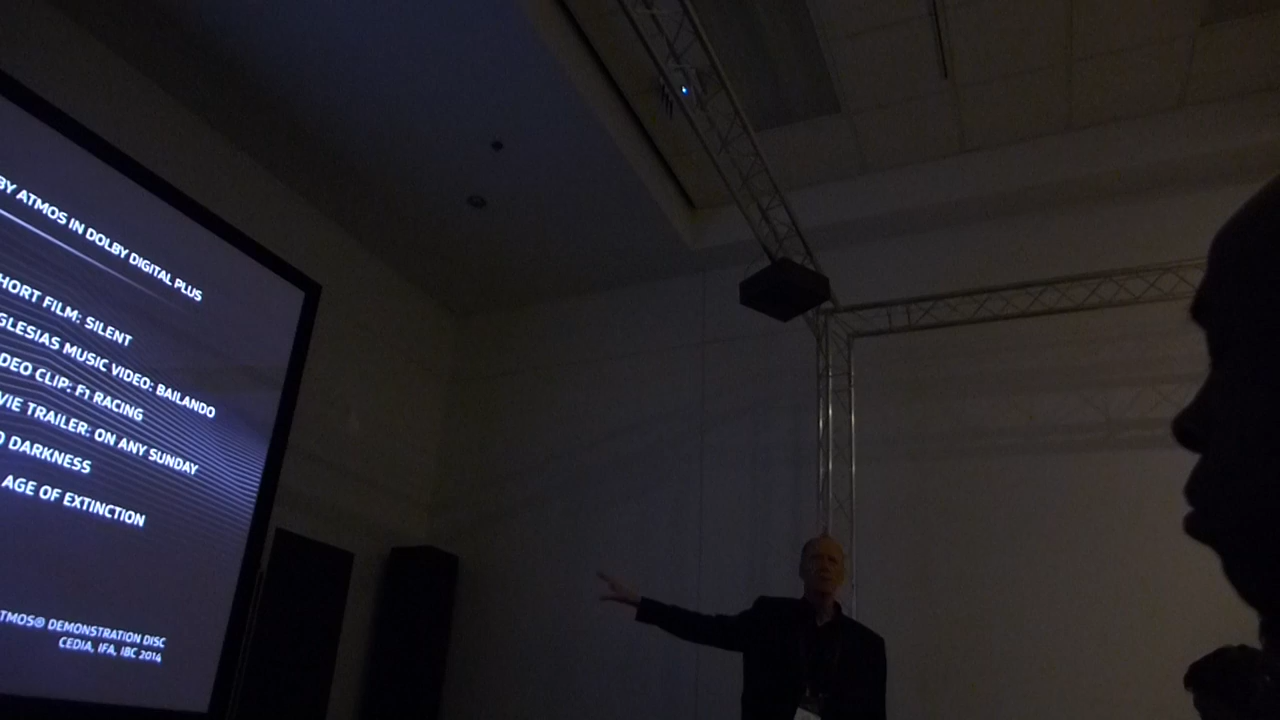 BY ATMOS IN DOLBY DIGITAL PLUS
HORT FILM: SILENT
GLESIAS MUSIC VIDEO: BAILANDO
DEO CLIP: F1 RACING
VIE TRAILER: ON ANY SUNDAY
O DARKNESS
AGE OF EXTINCTION
TMOS® DEMONSTRATION DISC
CEDIA, IFA, IBC 2014